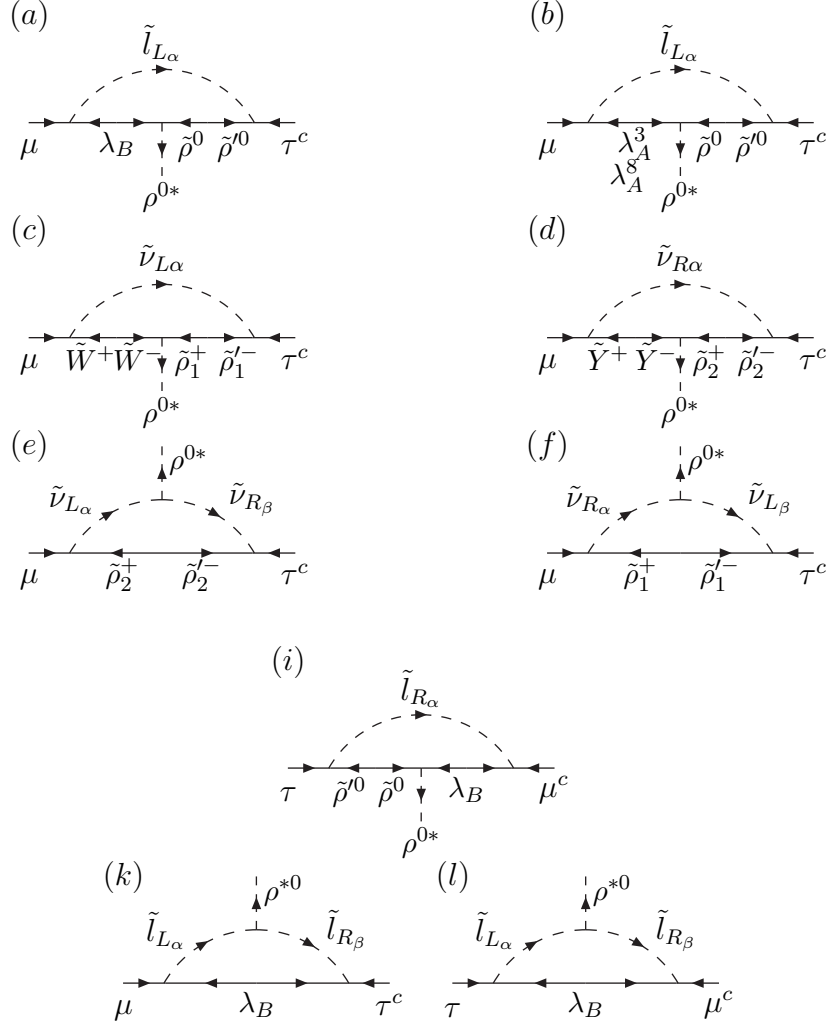 (a) (b)
l̃_{L_α} l̃_{L_α}
μ λ_B ρ̃^0 ρ̃'^0 τ^c μ λ_A^3 ρ̃^0 ρ̃'^0 τ^c
λ_A^8
ρ^{0*} ρ^{0*}
(c) (d)
ν̃_{Lα} ν̃_{Rα}
μ W̃^+ W̃^- ρ̃_1^+ ρ̃_1'^- τ^c μ Ỹ^+ Ỹ^- ρ̃_2^+ ρ̃_2'^- τ^c
ρ^{0*} ρ^{0*}
(e) (f)
ρ^{0*} ρ^{0*}
ν̃_{L_α} ν̃_{R_β} ν̃_{R_α} ν̃_{L_β}
μ ρ̃_2^+ ρ̃_2'^- τ^c μ ρ̃_1^+ ρ̃_1'^- τ^c
(i)
l̃_{R_α}
τ ρ̃'^0 ρ̃^0 λ_B μ^c
ρ^{0*}
(k) (l)
ρ^{*0} ρ^{*0}
l̃_{L_α} l̃_{R_β} l̃_{L_α} l̃_{R_β}
μ λ_B τ^c τ λ_B μ^c